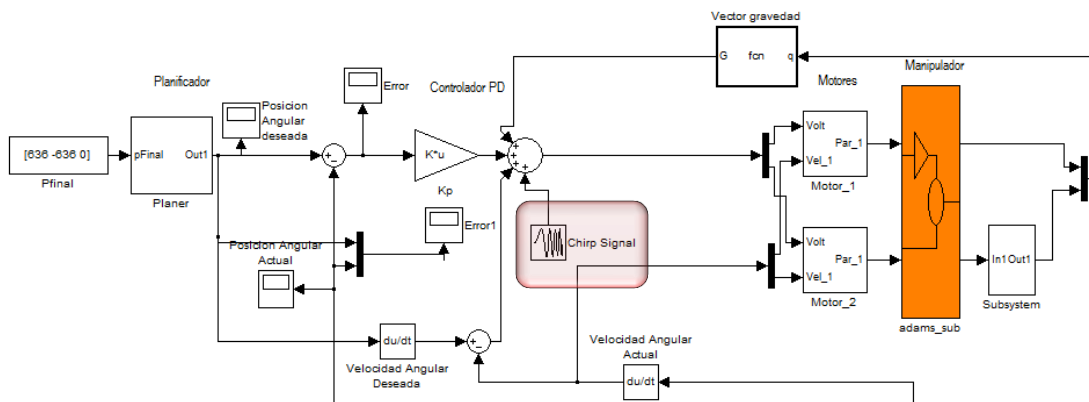 Vector gravedad
G
fcn
q
Planificador
Error
Controlador PD
Motores
Manipulador
Posicion
Angular
deseada
[636 -636 0]
Pfinal
pFinal
Out1
Planer
K*u
Kp
Volt
Par_1
Vel_1
Motor_1
Error1
Chirp Signal
Posicion Angular
Actual
Volt
Par_1
Vel_1
Motor_2
In1
Out1
Subsystem
adams_sub
du/dt
Velocidad Angular
Deseada
Velocidad Angular
Actual
du/dt